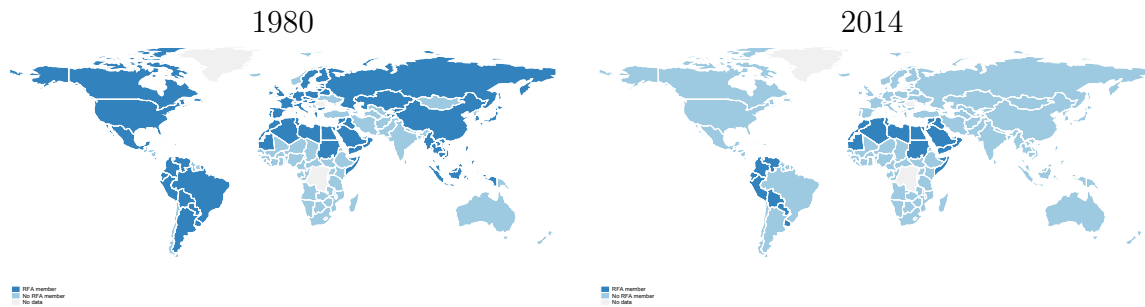 1980
2014
RFA member
No RFA member
No data
RFA member
No RFA member
No data